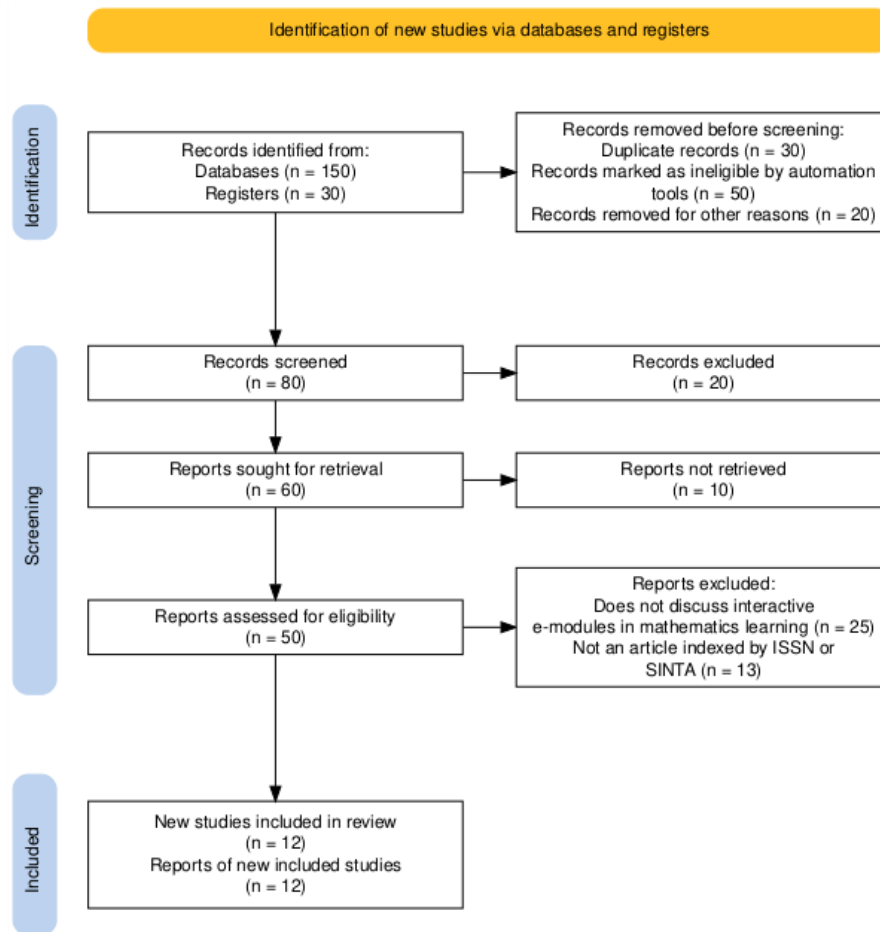 Identification of new studies via databases and registers
Identification
Records identified from:
Databases (n = 150)
Registers (n = 30)
Records removed before screening:
Duplicate records (n = 30)
Records marked as ineligible by automation
tools (n = 50)
Records removed for other reasons (n = 20)
Screening
Records screened
(n = 80)
Records excluded
(n = 20)
Reports sought for retrieval
(n = 60)
Reports not retrieved
(n = 10)
Reports assessed for eligibility
(n = 50)
Reports excluded:
Does not discuss interactive
e-modules in mathematics learning (n = 25)
Not an article indexed by ISSN or
SINTA (n = 13)
Included
New studies included in review
(n = 12)
Reports of new included studies
(n = 12)